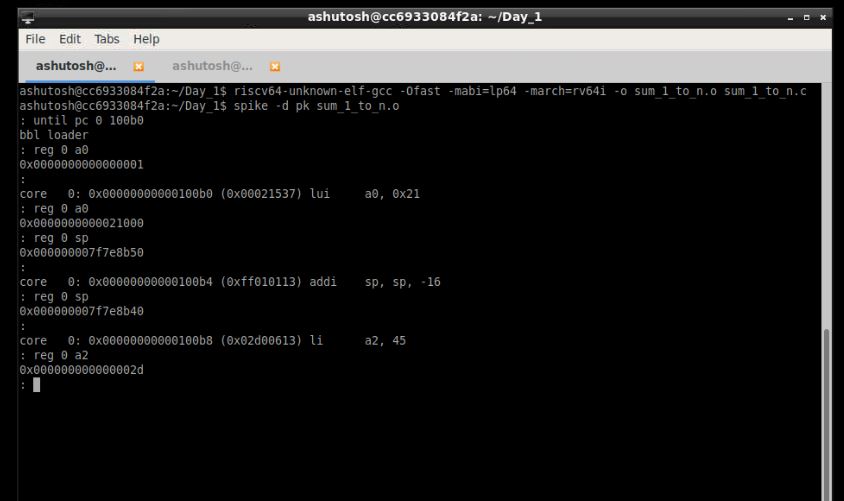 ashutosh@cc6933084f2a: ~/Day_1
File Edit Tabs Help
ashutosh@... ashutosh@...
ashutosh@cc6933084f2a:~/Day_1$ riscv64-unknown-elf-gcc -Ofast -mabi=lp64 -march=rv64i -o sum_1_to_n.o sum_1_to_n.c
ashutosh@cc6933084f2a:~/Day_1$ spike -d pk sum_1_to_n.o
: until pc 0 100b0
bbl loader
: reg 0 a0
0x0000000000000001
:
core   0: 0x00000000000100b0 (0x00021537) lui     a0, 0x21
: reg 0 a0
0x0000000000021000
: reg 0 sp
0x000000007f7e8b50
:
core   0: 0x00000000000100b4 (0xff010113) addi    sp, sp, -16
: reg 0 sp
0x000000007f7e8b40
:
core   0: 0x00000000000100b8 (0x02d00613) li      a2, 45
: reg 0 a2
0x000000000000002d
: